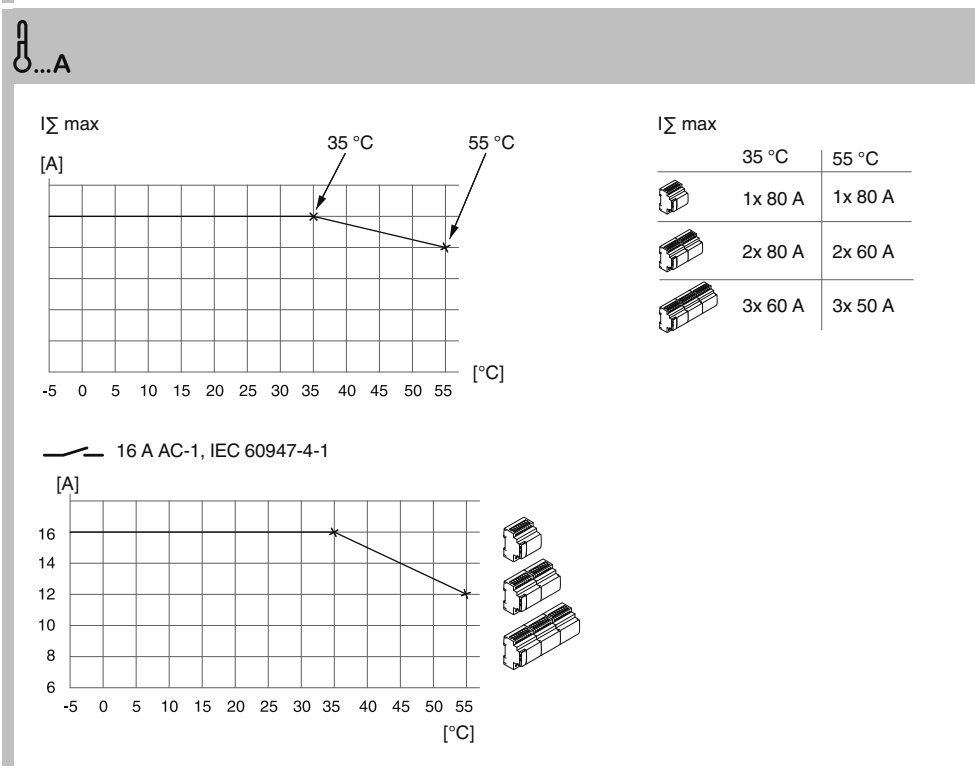 ...A
I∑ max
[A]
35 °C
55 °C
-5 0 5 10 15 20 25 30 35 40 45 50 55
[°C]
I∑ max
35 °C 55 °C
1x 80 A 1x 80 A
2x 80 A 2x 60 A
3x 60 A 3x 50 A
16 A AC-1, IEC 60947-4-1
[A]
16
14
12
10
8
6
-5 0 5 10 15 20 25 30 35 40 45 50 55
[°C]